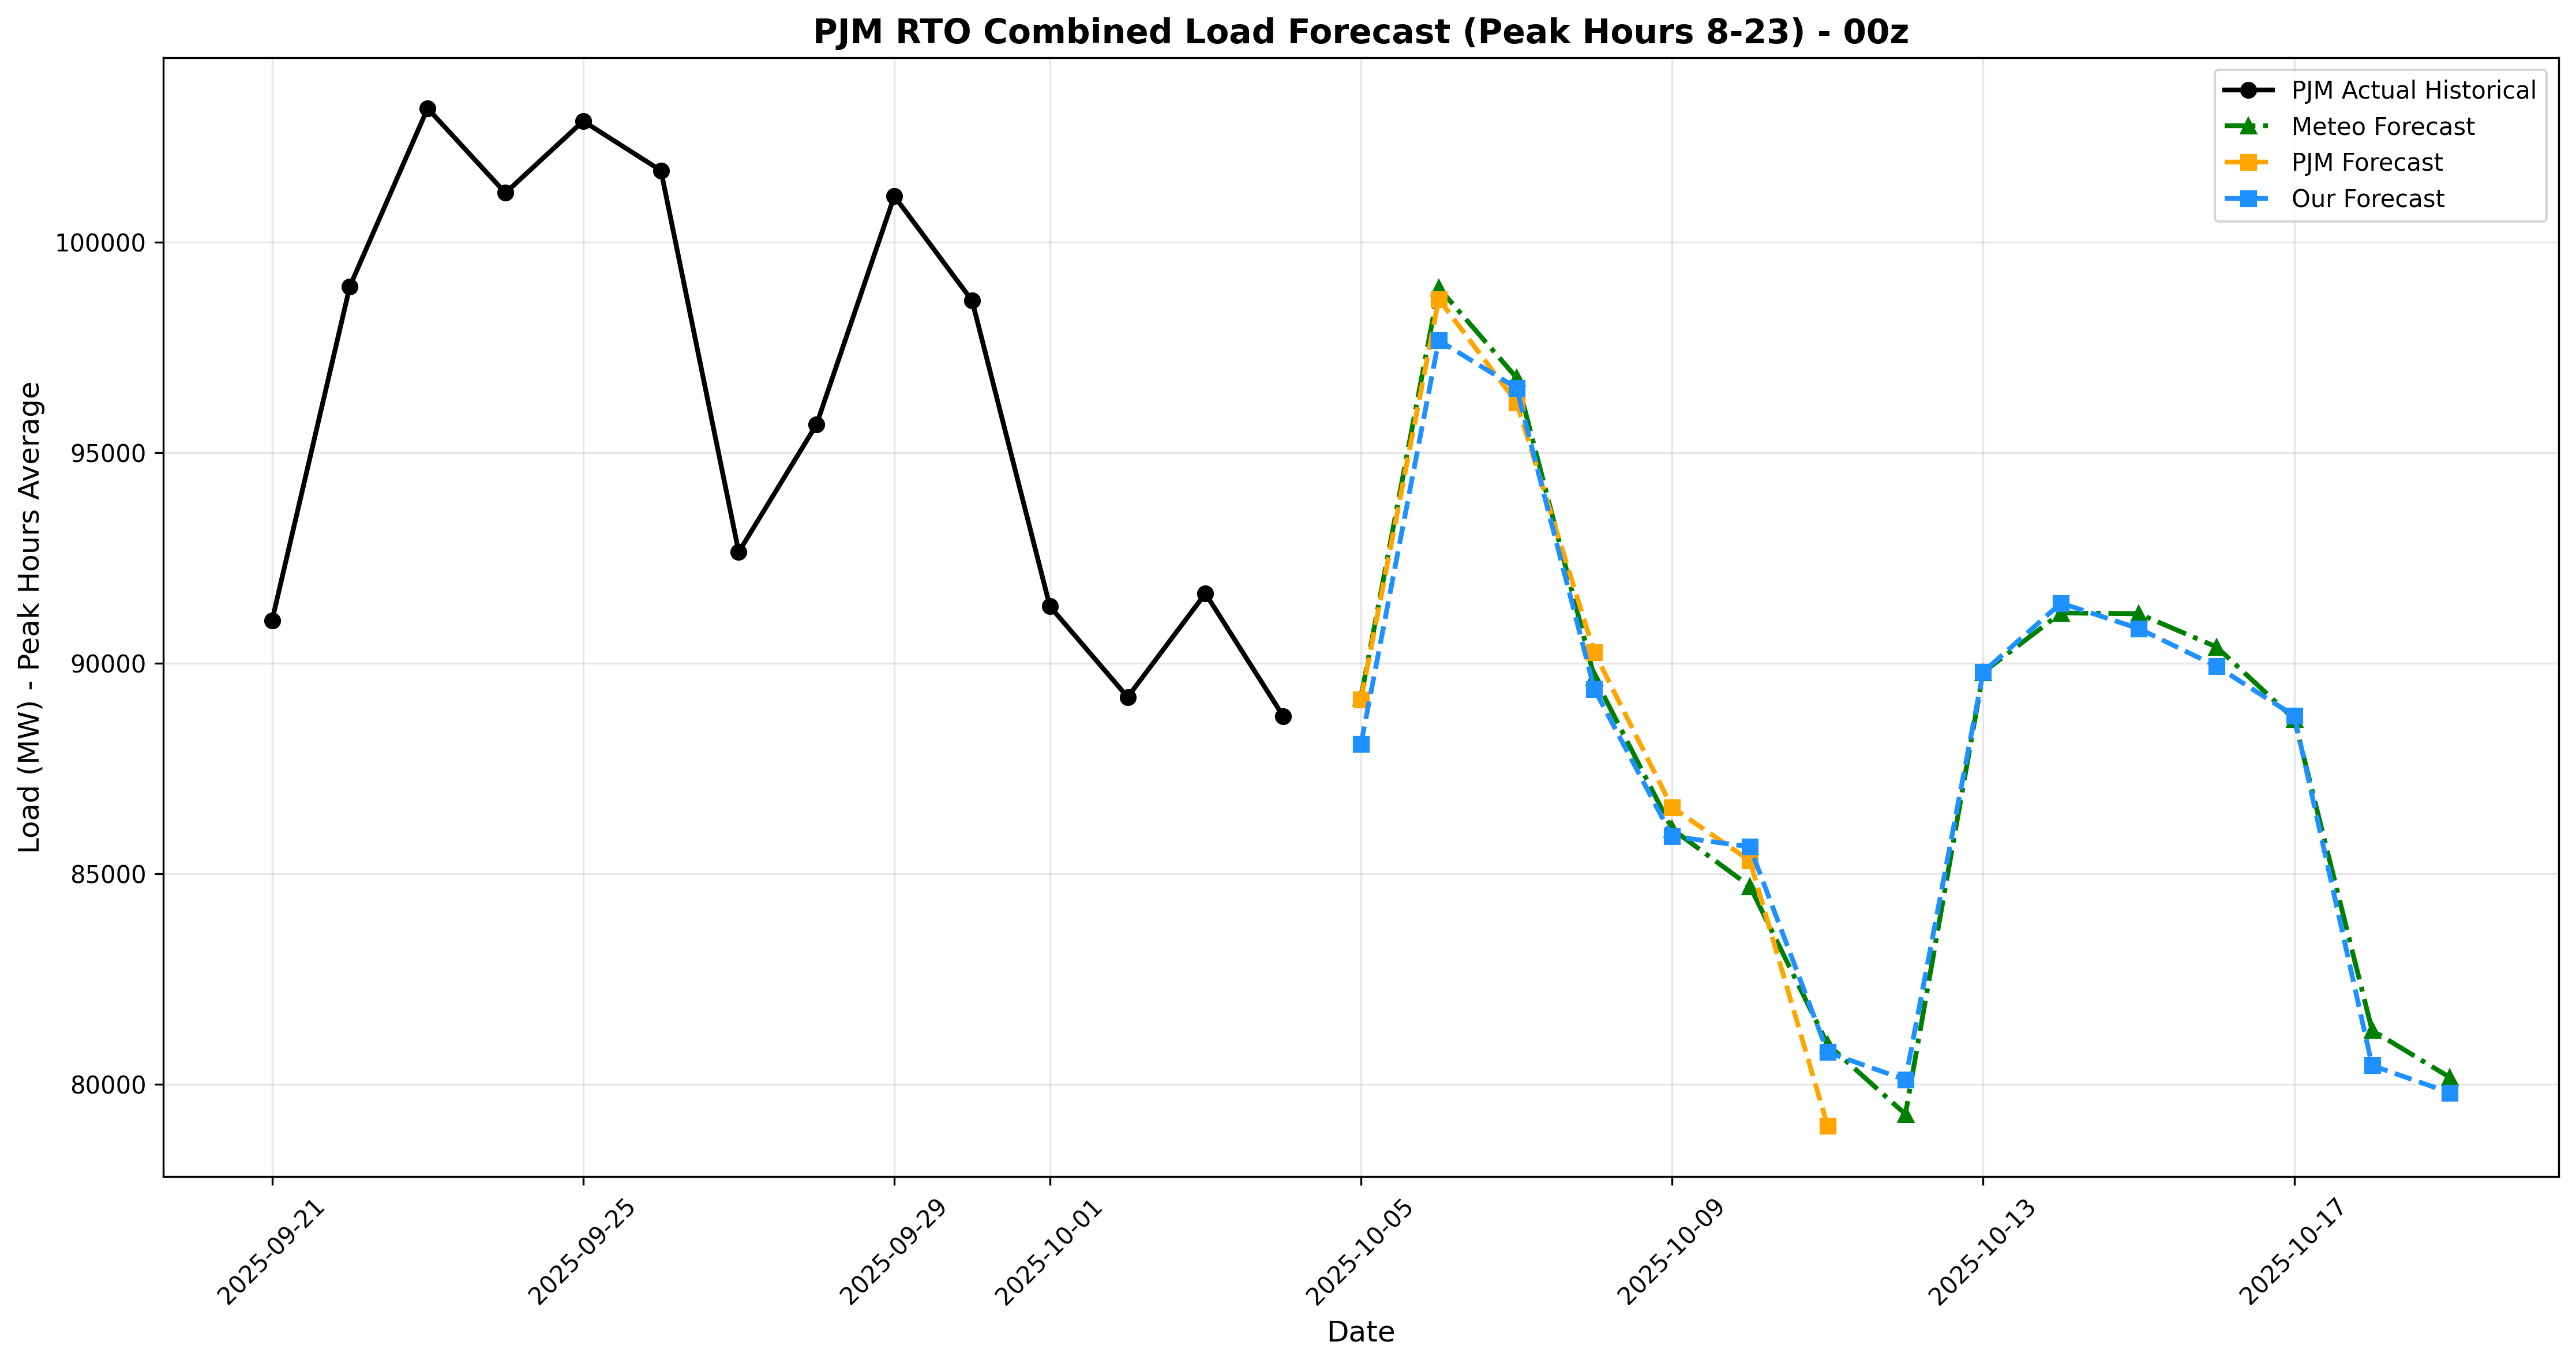 PJM RTO Combined Load Forecast (Peak Hours 8-23) - 00z
PJM Actual Historical
Meteo Forecast
PJM Forecast
Our Forecast
Load (MW) - Peak Hours Average
100000
95000
90000
85000
80000
2025-09-21
2025-09-25
2025-09-29
2025-10-01
2025-10-05
2025-10-09
2025-10-13
2025-10-17
Date